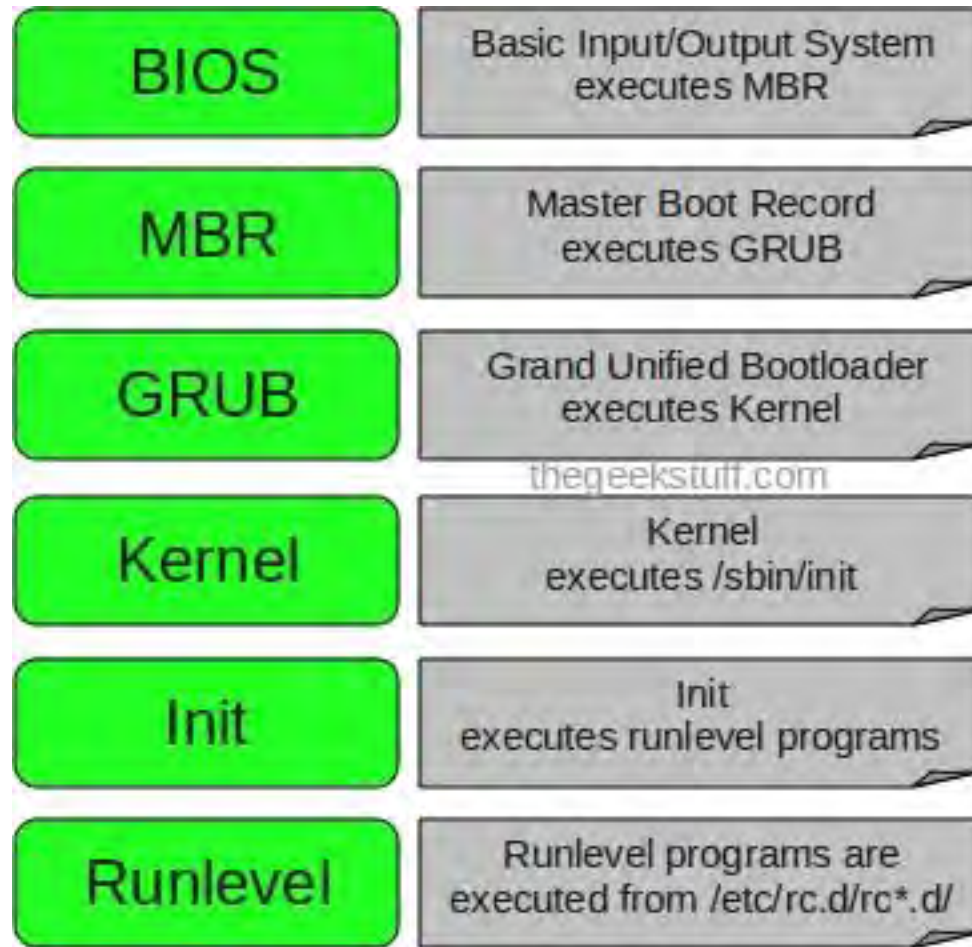 BIOS
Basic Input/Output System
executes MBR
MBR
Master Boot Record
executes GRUB
GRUB
Grand Unified Bootloader
executes Kernel
thegeekstuff.com
Kernel
Kernel
executes /sbin/init
Init
Init
executes runlevel programs
Runlevel
Runlevel programs are
executed from /etc/rc.d/rc*.d/